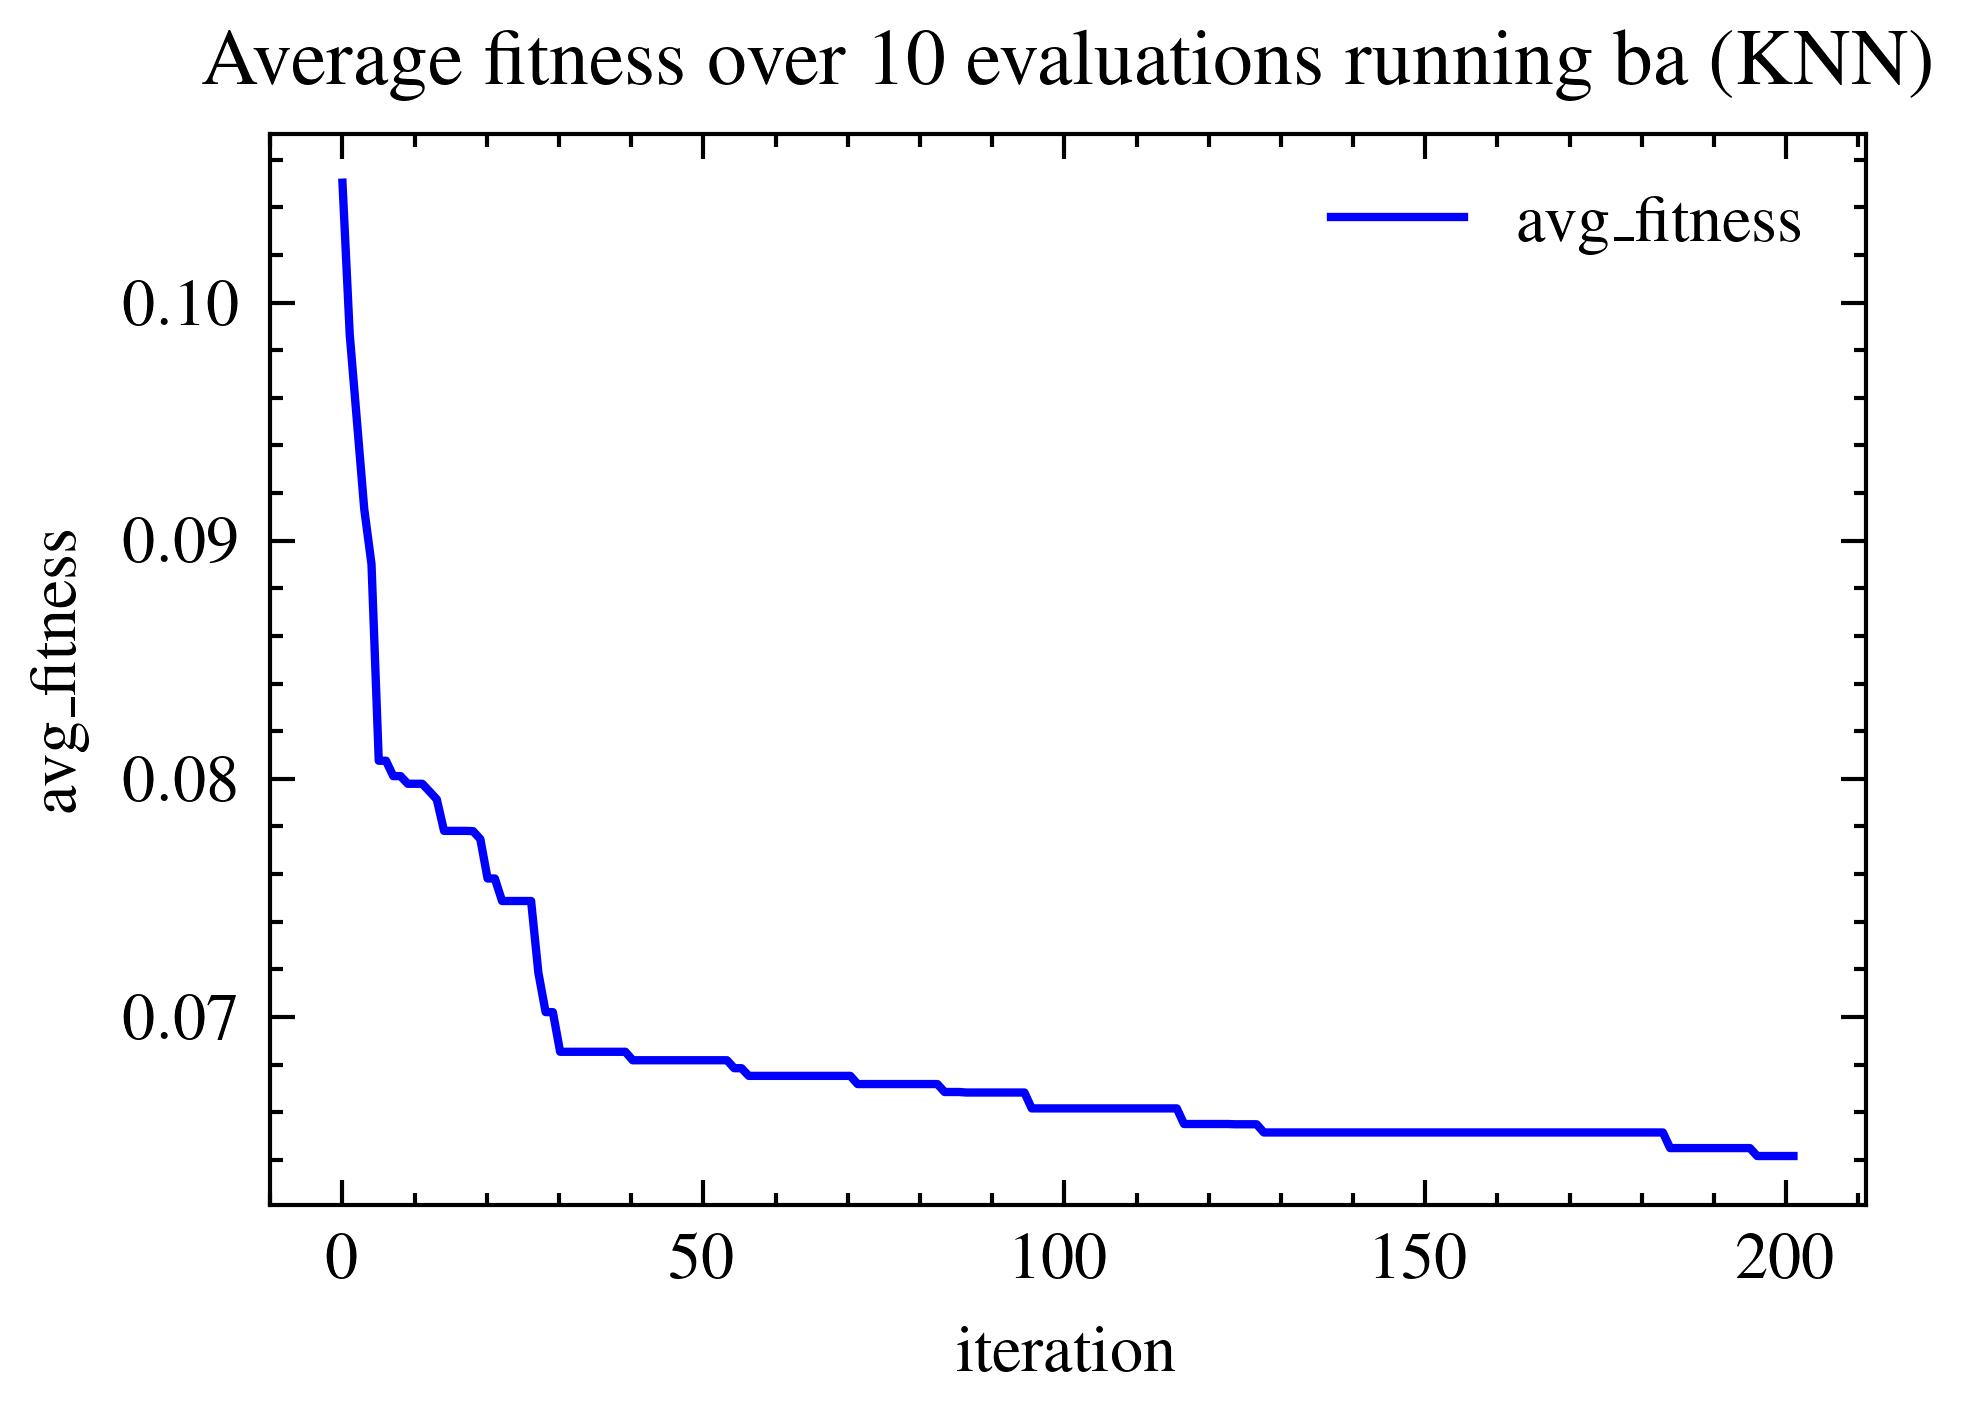 Average fitness over 10 evaluations running ba (KNN)
avg_fitness
0.10
0.09
0.08
0.07
avg_fitness
0 50 100 150 200
iteration